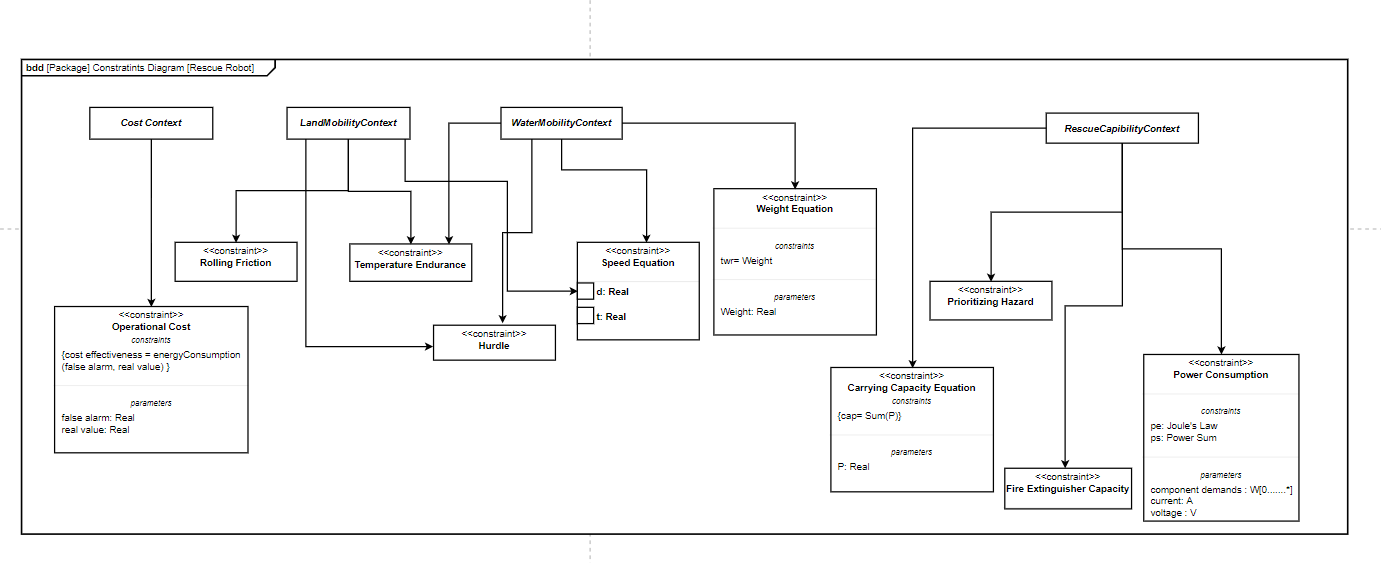 bdd [Package] Constratints Diagram [Rescue Robot]
Cost Context
LandMobilityContext
WaterMobilityContext
RescueCapibilityContext
<<constraint>>
Weight Equation
constraints
twr= Weight
parameters
Weight: Real
<<constraint>>
Rolling Friction
<<constraint>>
Temperature Endurance
<<constraint>>
Speed Equation
d: Real
t: Real
<<constraint>>
Prioritizing Hazard
<<constraint>>
Operational Cost
constraints
{cost effectiveness = energyConsumption
(false alarm, real value) }
parameters
false alarm: Real
real value: Real
<<constraint>>
Hurdle
<<constraint>>
Carrying Capacity Equation
constraints
{cap= Sum(P)}
parameters
P: Real
<<constraint>>
Fire Extinguisher Capacity
<<constraint>>
Power Consumption
constraints
pe: Joule's Law
ps: Power Sum
parameters
component demands : W[0.......*]
current: A
voltage : V